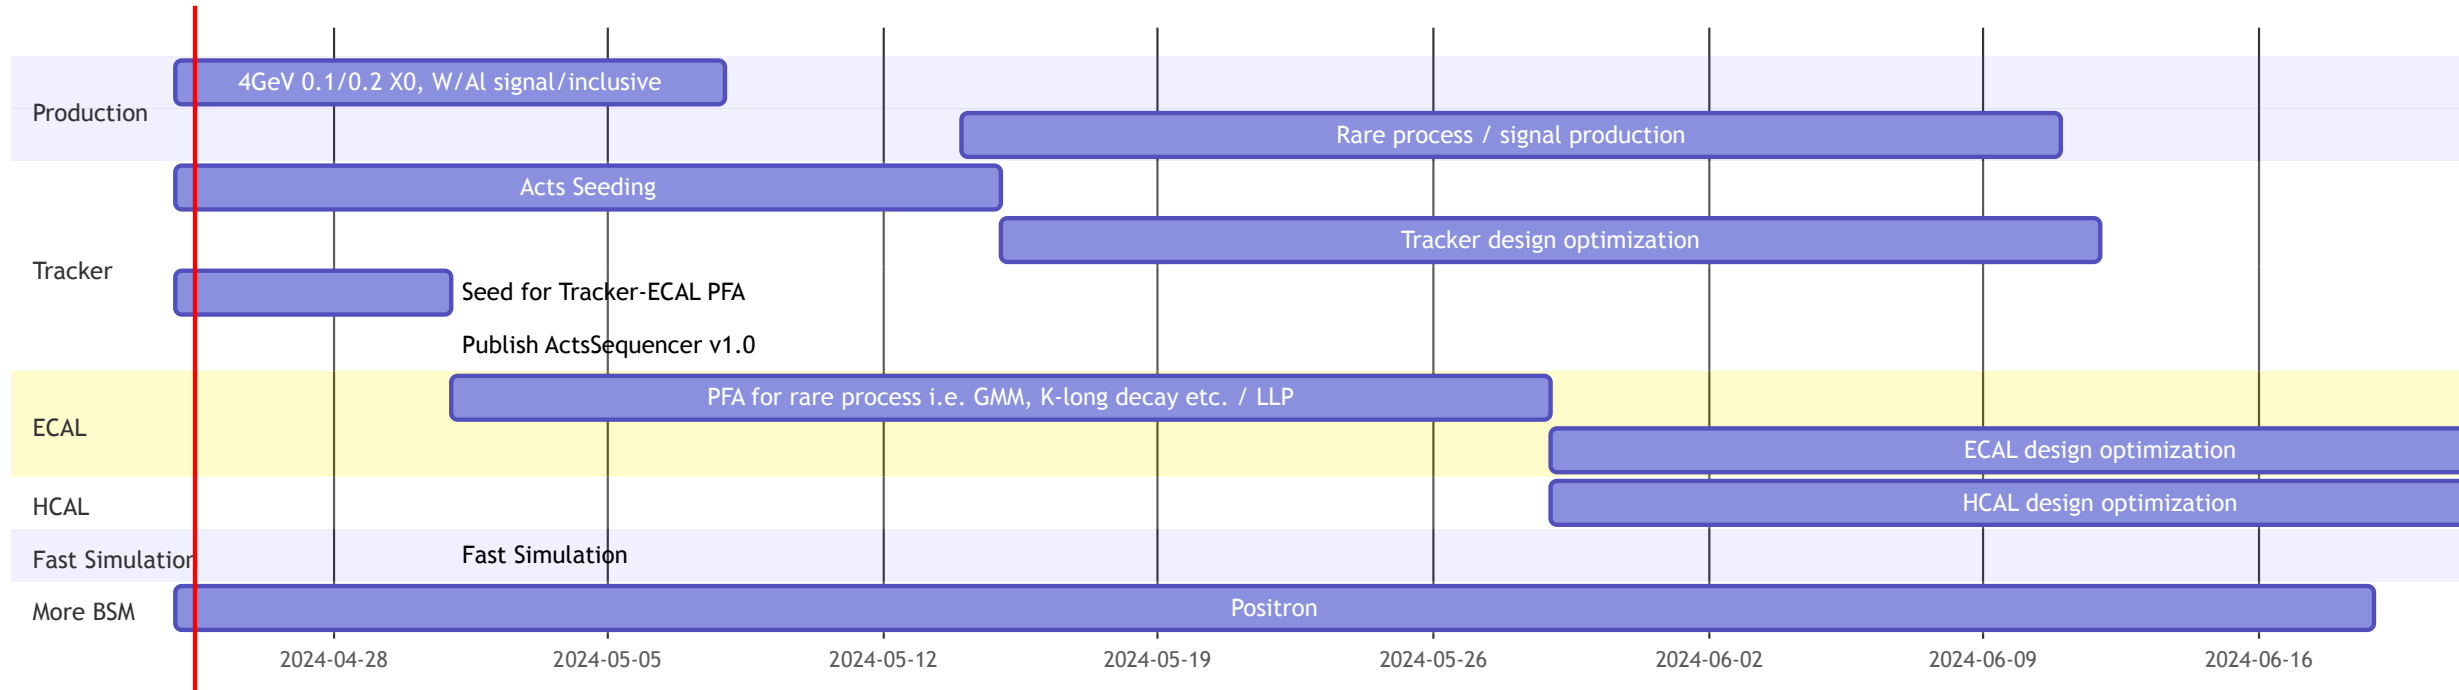 Production
4GeV 0.1/0.2 X0, W/Al signal/inclusive
Rare process / signal production
Tracker
Acts Seeding
Tracker design optimization
Seed for Tracker-ECAL PFA
Publish ActsSequencer v1.0
ECAL
PFA for rare process i.e. GMM, K-long decay etc. / LLP
ECAL design optimization
HCAL
HCAL design optimization
Fast Simulation
Fast Simulation
More BSM
Positron
2024-04-28
2024-05-05
2024-05-12
2024-05-19
2024-05-26
2024-06-02
2024-06-09
2024-06-16